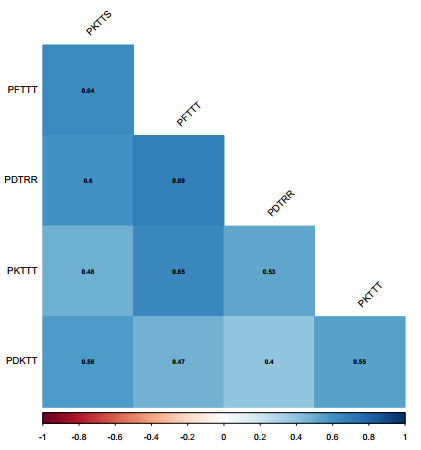 PKTTS
PFTTT 0.64 PFTTT
PDTRR 0.6 0.69 PDTRR
PKTTT 0.48 0.65 0.53 PKTTT
PDKTT 0.56 0.47 0.4 0.55
-1 -0.8 -0.6 -0.4 -0.2 0 0.2 0.4 0.6 0.8 1